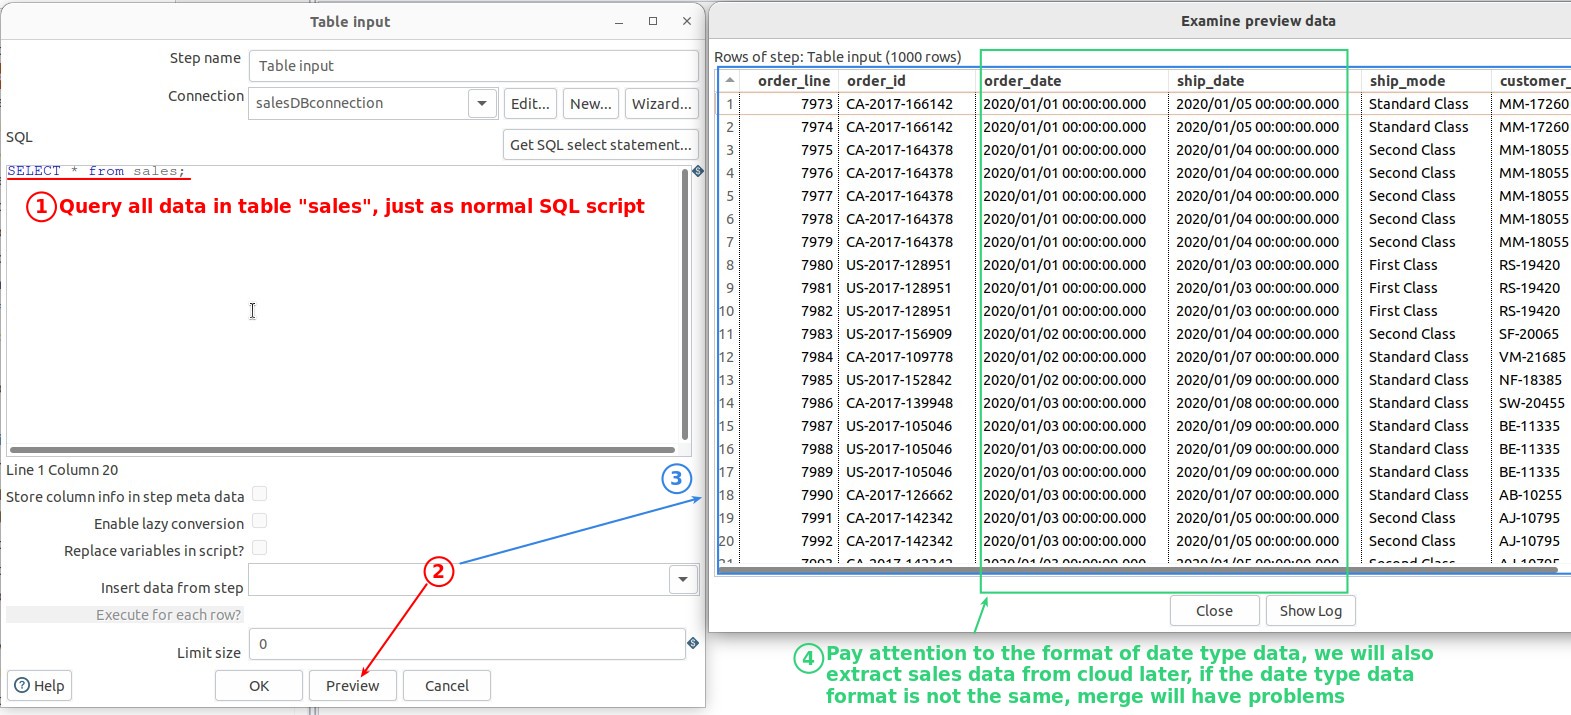 Table input
Step name Table input
Connection salesDBconnection Edit... New... Wizard...
SQL Get SQL select statement...
SELECT * from sales;
1 Query all data in table "sales", just as normal SQL script
Line 1 Column 20
Store column info in step meta data
Enable lazy conversion
Replace variables in script?
2
3
Insert data from step
Execute for each row?
Limit size 0
Help OK Preview Cancel
Examine preview data
Rows of step: Table input (1000 rows)
order_line order_id order_date ship_date ship_mode customer_
1 7973 CA-2017-166142 2020/01/01 00:00:00.000 2020/01/05 00:00:00.000 Standard Class MM-17260
2 7974 CA-2017-166142 2020/01/01 00:00:00.000 2020/01/05 00:00:00.000 Standard Class MM-17260
3 7975 CA-2017-164378 2020/01/01 00:00:00.000 2020/01/04 00:00:00.000 Second Class MM-18055
4 7976 CA-2017-164378 2020/01/01 00:00:00.000 2020/01/04 00:00:00.000 Second Class MM-18055
5 7977 CA-2017-164378 2020/01/01 00:00:00.000 2020/01/04 00:00:00.000 Second Class MM-18055
6 7978 CA-2017-164378 2020/01/01 00:00:00.000 2020/01/04 00:00:00.000 Second Class MM-18055
7 7979 CA-2017-164378 2020/01/01 00:00:00.000 2020/01/04 00:00:00.000 Second Class MM-18055
8 7980 US-2017-128951 2020/01/01 00:00:00.000 2020/01/03 00:00:00.000 First Class RS-19420
9 7981 US-2017-128951 2020/01/01 00:00:00.000 2020/01/03 00:00:00.000 First Class RS-19420
10 7982 US-2017-128951 2020/01/01 00:00:00.000 2020/01/03 00:00:00.000 First Class RS-19420
11 7983 US-2017-156909 2020/01/02 00:00:00.000 2020/01/04 00:00:00.000 Second Class SF-20065
12 7984 CA-2017-109778 2020/01/02 00:00:00.000 2020/01/07 00:00:00.000 Standard Class VM-21685
13 7985 US-2017-152842 2020/01/02 00:00:00.000 2020/01/09 00:00:00.000 Standard Class NF-18385
14 7986 CA-2017-139948 2020/01/03 00:00:00.000 2020/01/08 00:00:00.000 Standard Class SW-20455
15 7987 US-2017-105046 2020/01/03 00:00:00.000 2020/01/09 00:00:00.000 Standard Class BE-11335
16 7988 US-2017-105046 2020/01/03 00:00:00.000 2020/01/09 00:00:00.000 Standard Class BE-11335
17 7989 US-2017-105046 2020/01/03 00:00:00.000 2020/01/09 00:00:00.000 Standard Class BE-11335
18 7990 CA-2017-126662 2020/01/03 00:00:00.000 2020/01/07 00:00:00.000 Standard Class AB-10255
19 7991 CA-2017-142342 2020/01/03 00:00:00.000 2020/01/05 00:00:00.000 Second Class AJ-10795
20 7992 CA-2017-142342 2020/01/03 00:00:00.000 2020/01/05 00:00:00.000 Second Class AJ-10795
Close Show Log
4 Pay attention to the format of date type data, we will also
extract sales data from cloud later, if the date type data
format is not the same, merge will have problems